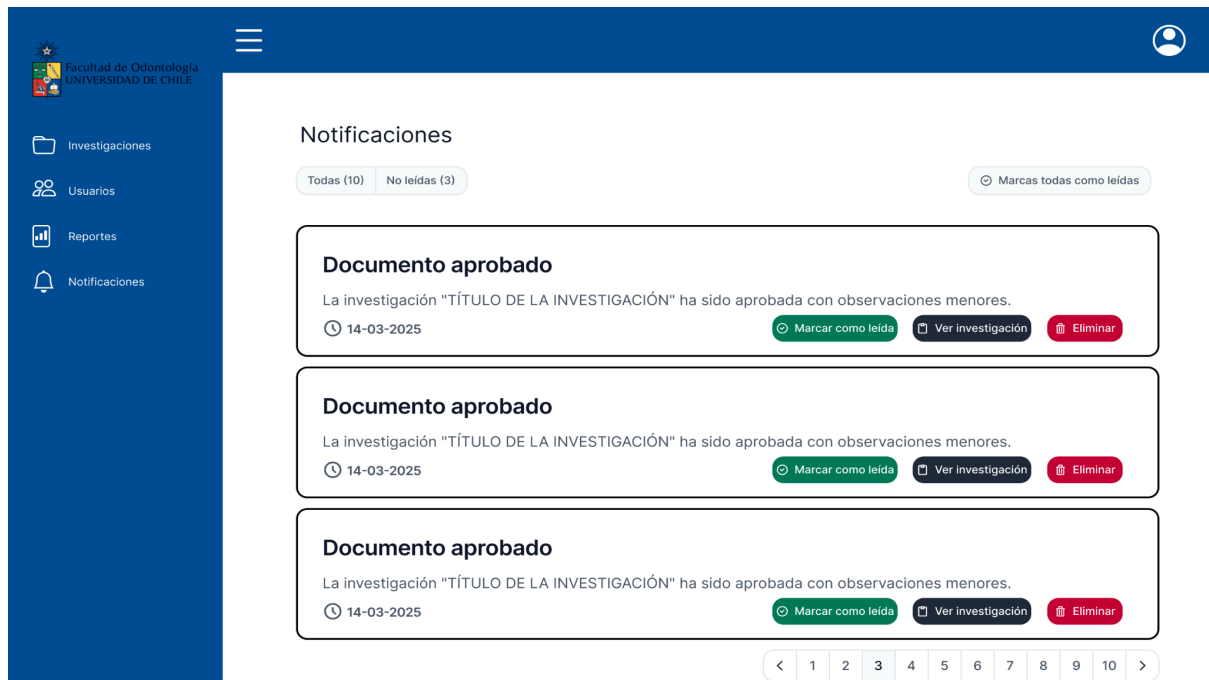 Facultad de Odontología
UNIVERSIDAD DE CHILE
Investigaciones
Usuarios
Reportes
Notificaciones
Notificaciones
Todas (10) No leídas (3)
Marcas todas como leídas
Documento aprobado
La investigación "TÍTULO DE LA INVESTIGACIÓN" ha sido aprobada con observaciones menores.
14-03-2025 Marcar como leída Ver investigación Eliminar
Documento aprobado
La investigación "TÍTULO DE LA INVESTIGACIÓN" ha sido aprobada con observaciones menores.
14-03-2025 Marcar como leída Ver investigación Eliminar
Documento aprobado
La investigación "TÍTULO DE LA INVESTIGACIÓN" ha sido aprobada con observaciones menores.
14-03-2025 Marcar como leída Ver investigación Eliminar
< 1 2 3 4 5 6 7 8 9 10 >